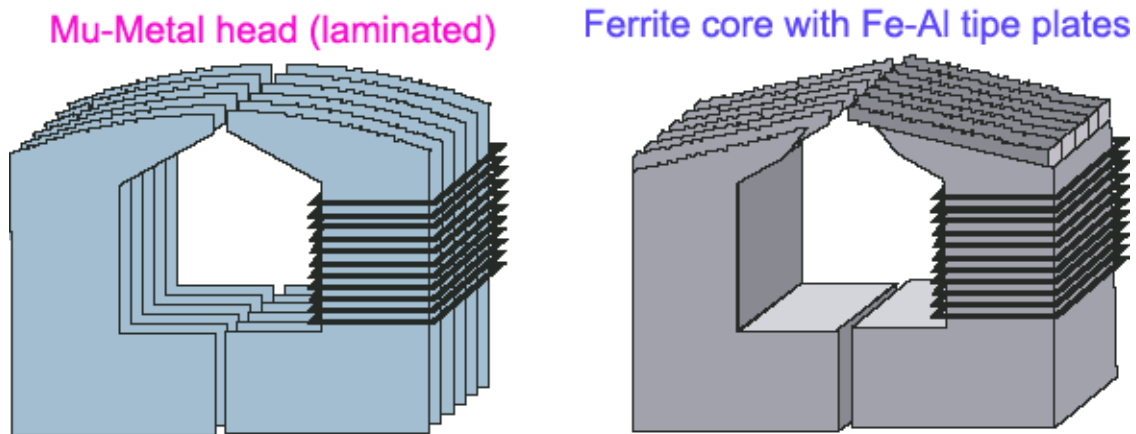 Mu-Metal head (laminated)
Ferrite core with Fe-Al tipe plates